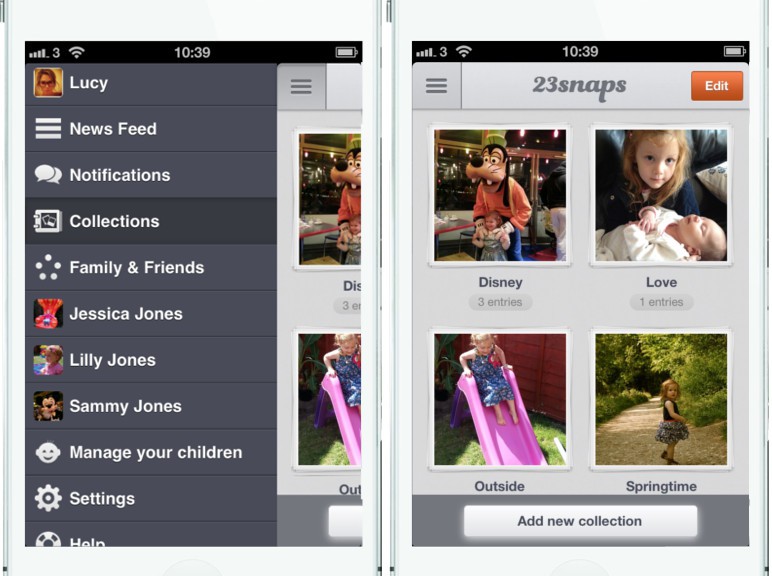 3
10:39
Lucy
News Feed
Notifications
Collections
Family & Friends
Jessica Jones
Lilly Jones
Sammy Jones
Manage your children
Settings
Help
Dis
3 en
Out
3
10:39
23snaps
Edit
Disney
3 entries
Love
1 entries
Outside
Springtime
Add new collection